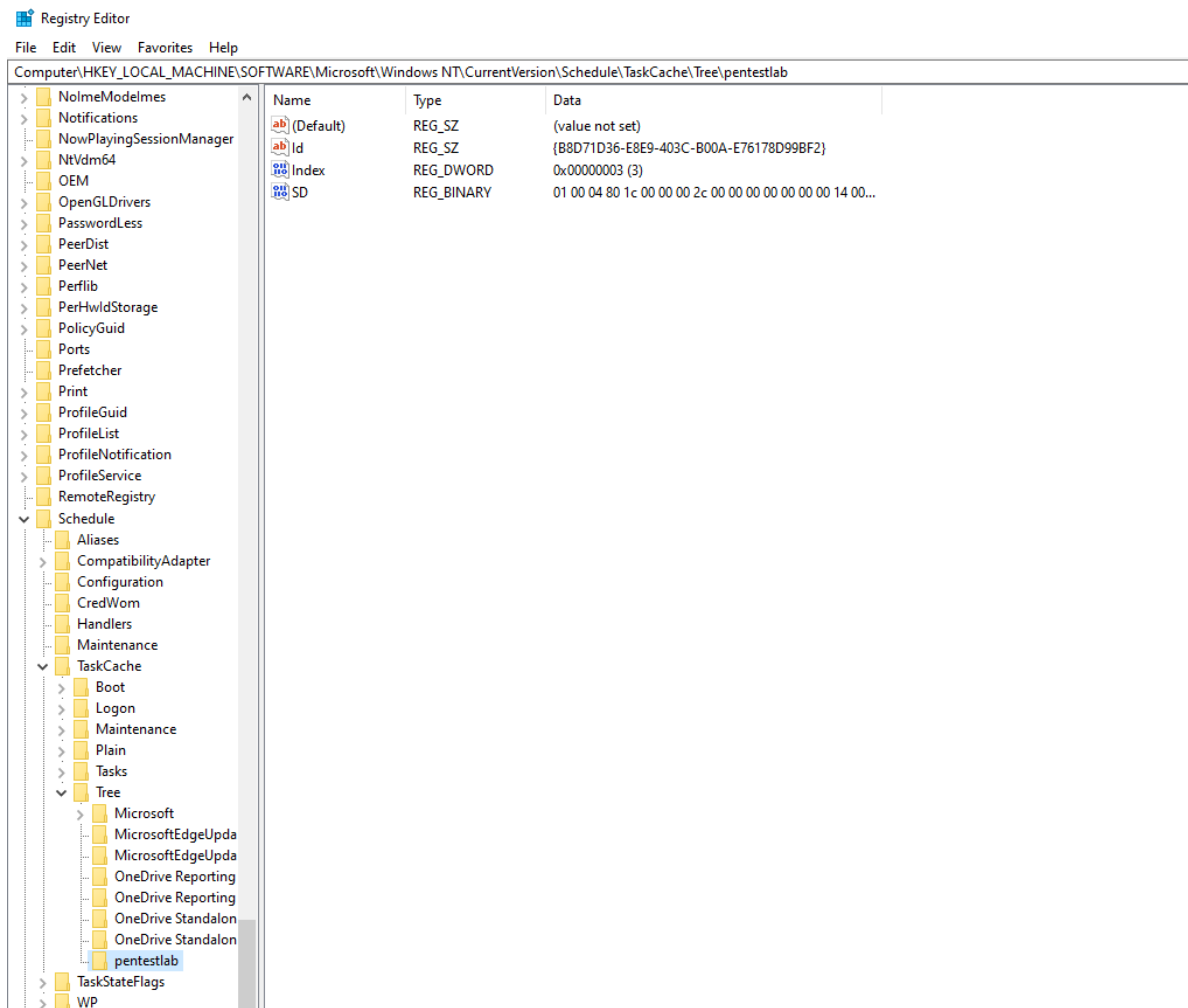 Registry Editor
File Edit View Favorites Help
Computer\HKEY_LOCAL_MACHINE\SOFTWARE\Microsoft\Windows NT\CurrentVersion\Schedule\TaskCache\Tree\pentestlab
NoImeModeImes
Notifications
NowPlayingSessionManager
NtVdm64
OEM
OpenGLDrivers
PasswordLess
PeerDist
PeerNet
Perflib
PerHwIdStorage
PolicyGuid
Ports
Prefetcher
Print
ProfileGuid
ProfileList
ProfileNotification
ProfileService
RemoteRegistry
Schedule
Aliases
CompatibilityAdapter
Configuration
CredWom
Handlers
Maintenance
TaskCache
Boot
Logon
Maintenance
Plain
Tasks
Tree
Microsoft
MicrosoftEdgeUpda
MicrosoftEdgeUpda
OneDrive Reporting
OneDrive Reporting
OneDrive Standalon
OneDrive Standalon
pentestlab
TaskStateFlags
WP
Name Type Data
(Default) REG_SZ (value not set)
Id REG_SZ {B8D71D36-E8E9-403C-B00A-E76178D99BF2}
Index REG_DWORD 0x00000003 (3)
SD REG_BINARY 01 00 04 80 1c 00 00 00 2c 00 00 00 00 00 00 00 14 00...